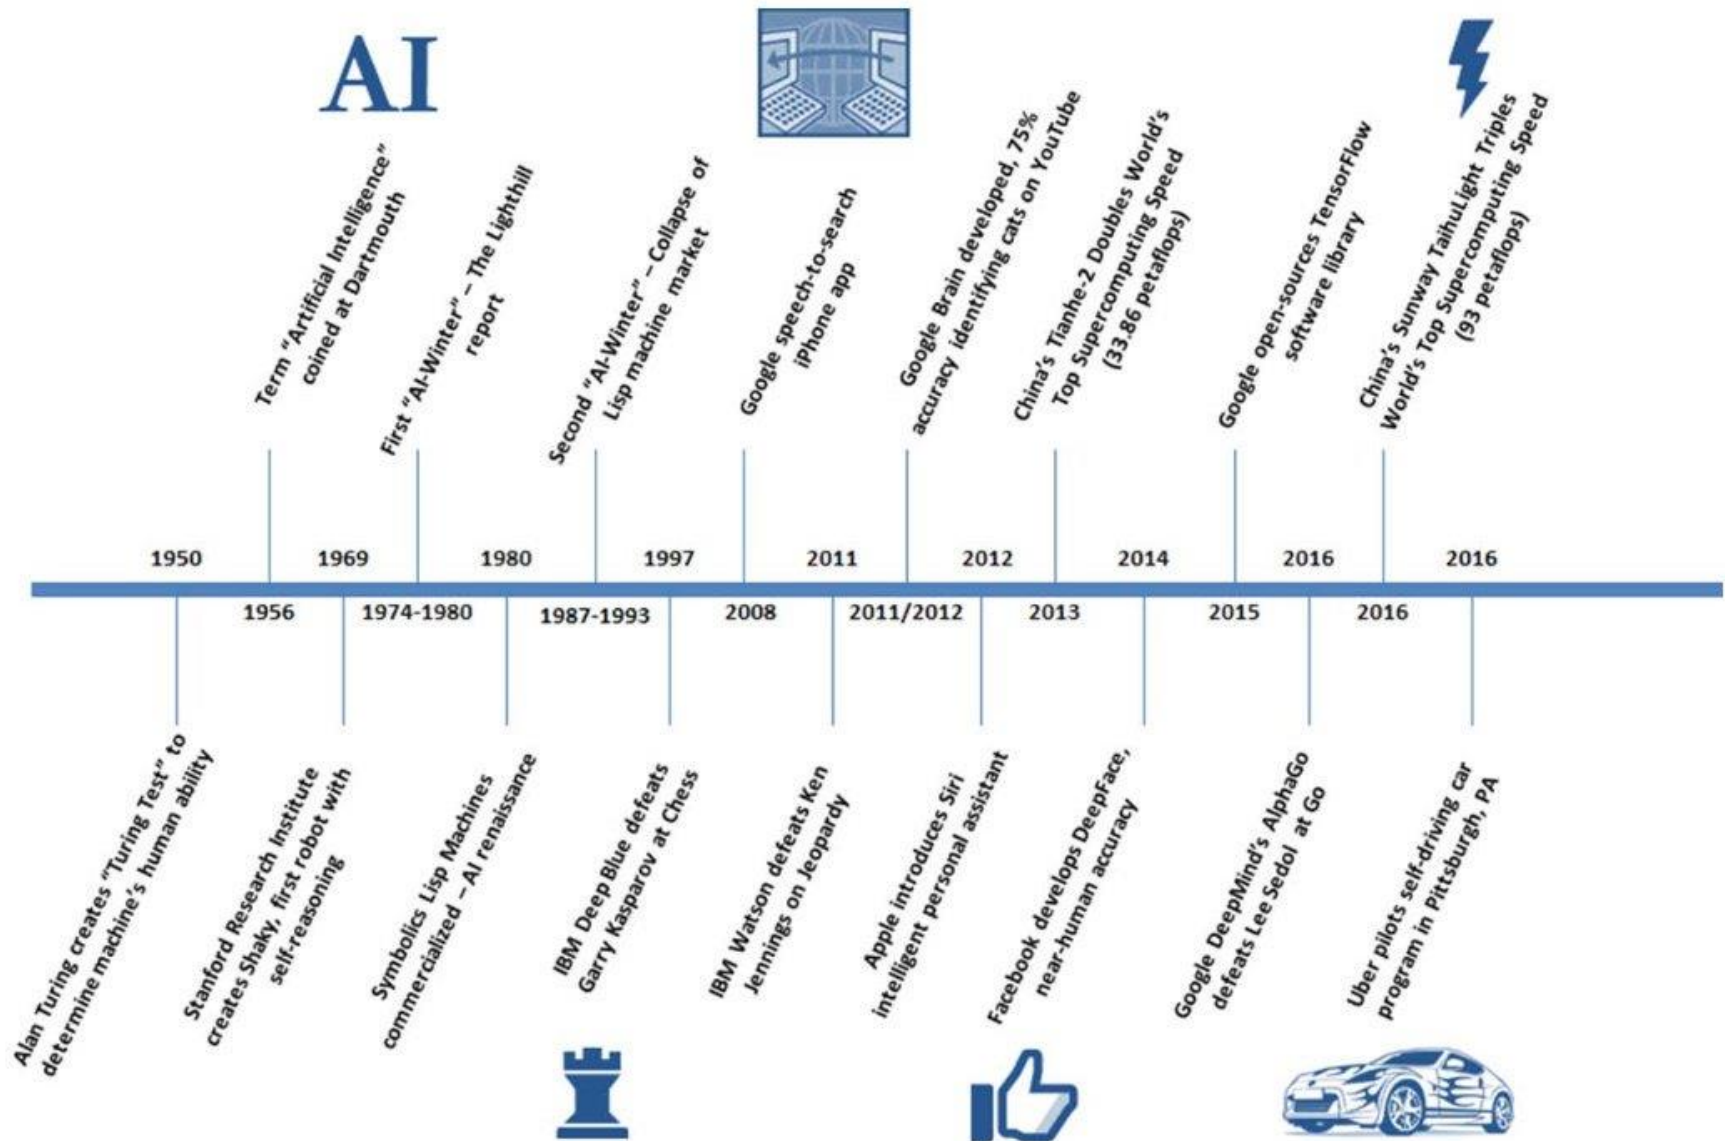 AI
Term “Artificial Intelligence”
coined at Dartmouth
First “AI-Winter” – The Lighthill
report
Second “AI-Winter” – Collapse of
Lisp machine market
Google speech-to-search
iPhone app
Google Brain developed, 75%
accuracy identifying cats on YouTube
China’s Tianhe-2 Doubles World’s
Top Supercomputing Speed
(33.86 petaflops)
Google open-sources TensorFlow
software library
China’s Sunway TaihuLight Triples
World’s Top Supercomputing Speed
(93 petaflops)
1950
1969
1980
1997
2011
2012
2014
2016
2016
1956
1974-1980
1987-1993
2008
2011/2012
2013
2015
2016
Alan Turing creates “Turing Test” to
determine machine’s human ability
Stanford Research Institute
creates Shaky, first robot with
self-reasoning
Symbolics Lisp Machines
commercialized – AI renaissance
IBM Deep Blue defeats
Garry Kasparov at Chess
IBM Watson defeats Ken
Jennings on Jeopardy
Apple introduces Siri
intelligent personal assistant
Facebook develops DeepFace,
near-human accuracy
Google DeepMind’s AlphaGo
defeats Lee Sedol at Go
Uber pilots self-driving car
program in Pittsburgh, PA